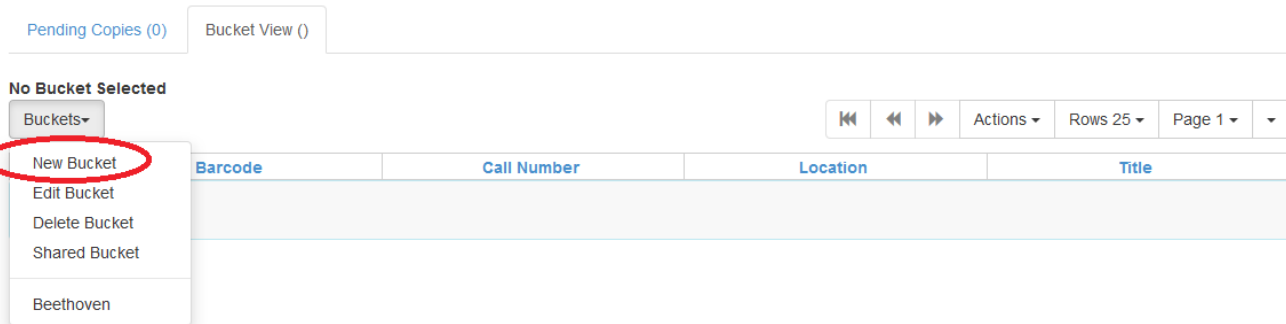 Pending Copies (0) Bucket View ()
No Bucket Selected
Buckets Actions Rows 25 Page 1
New Bucket
Barcode Call Number Location Title
Edit Bucket
Delete Bucket
Shared Bucket
Beethoven